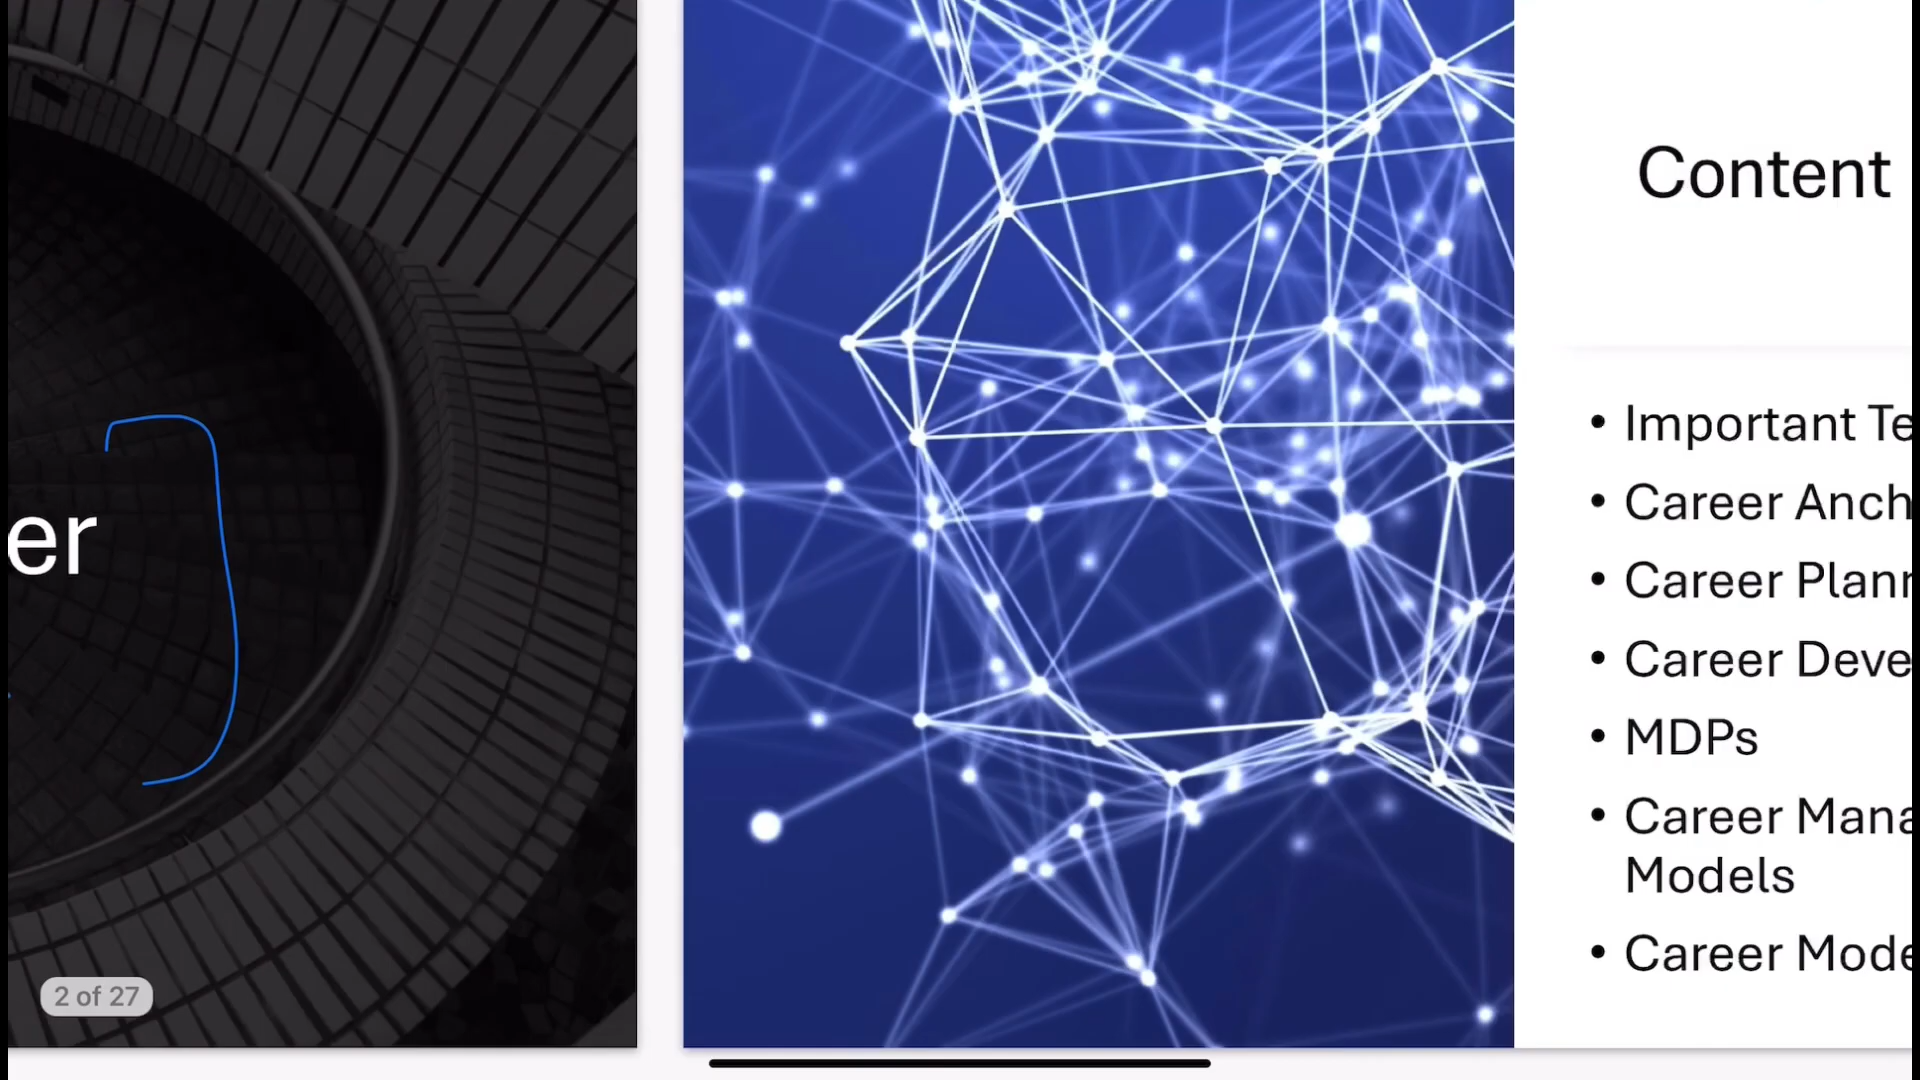 er
2 of 27
Content
Important Te
Career Anch
Career Plann
Career Deve
MDPs
Career Mana
Models
Career Mode